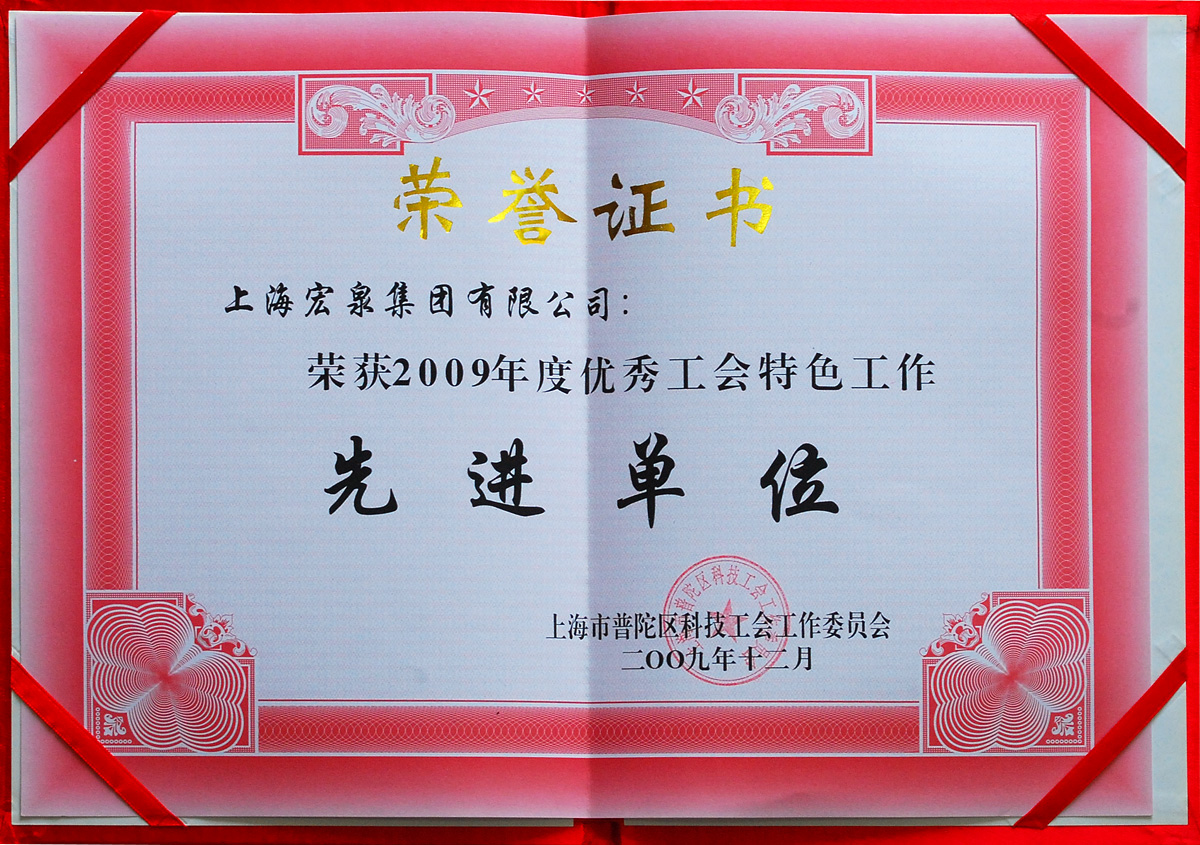 荣誉证书
上海宏泉集团有限公司：
荣获2009年度优秀工会特色工作
先进单位
上海市普陀区科技工会工作委员会
二OO九年十二月